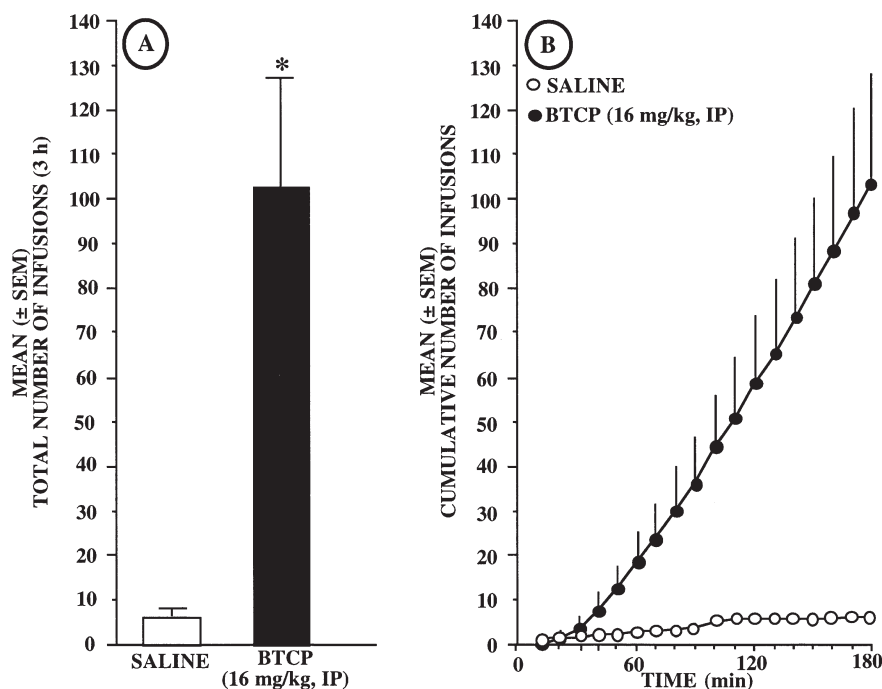 A
MEAN (± SEM)
TOTAL NUMBER OF INFUSIONS (3 h)
140
130
120
110
100
90
80
70
60
50
40
30
20
10
0
*
SALINE
BTCP
(16 mg/kg, IP)
B
MEAN (± SEM)
CUMULATIVE NUMBER OF INFUSIONS
140
130
120
110
100
90
80
70
60
50
40
30
20
10
0
SALINE
BTCP (16 mg/kg, IP)
0
60
120
180
TIME (min)